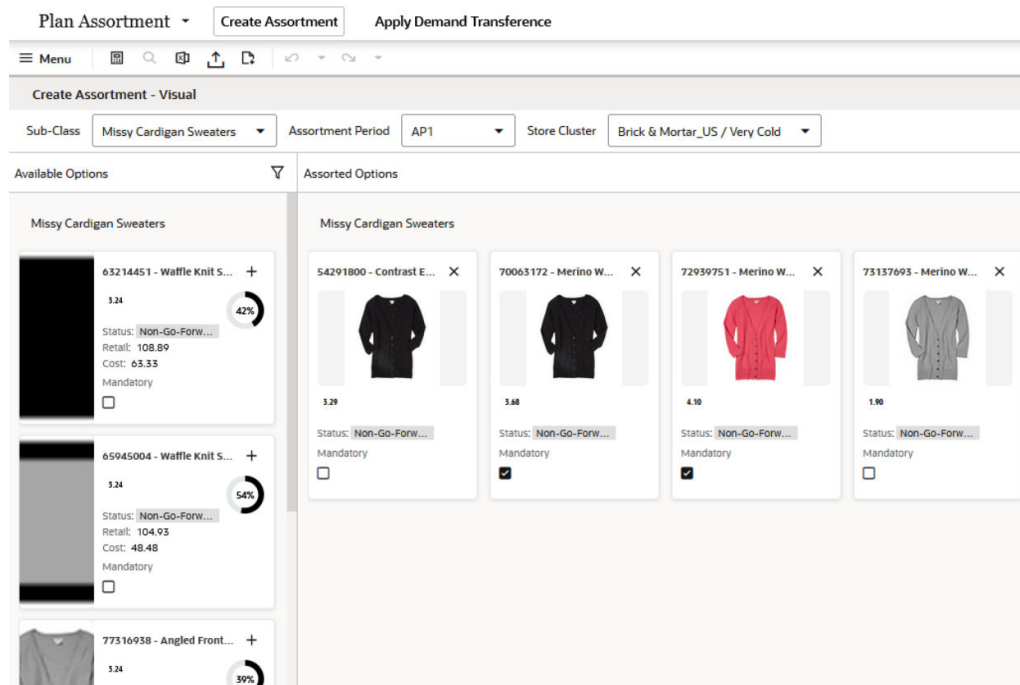 Plan Assortment Create Assortment Apply Demand Transference
Menu
Create Assortment - Visual
Sub-Class Missy Cardigan Sweaters Assortment Period AP1 Store Cluster Brick & Mortar_US / Very Cold
Available Options
Assorted Options
Missy Cardigan Sweaters
63214451 - Waffle Knit S...
3.24
42%
Status: Non-Go-Forw...
Retail: 108.89
Cost: 63.33
Mandatory
65945004 - Waffle Knit S...
3.24
54%
Status: Non-Go-Forw...
Retail: 104.93
Cost: 48.48
Mandatory
77316938 - Angled Front...
3.24
39%
Missy Cardigan Sweaters
54291800 - Contrast E...
3.29
Status: Non-Go-Forw...
Mandatory
70063172 - Merino W...
3.68
Status: Non-Go-Forw...
Mandatory
72939751 - Merino W...
4.10
Status: Non-Go-Forw...
Mandatory
73137693 - Merino W...
1.90
Status: Non-Go-Forw...
Mandatory